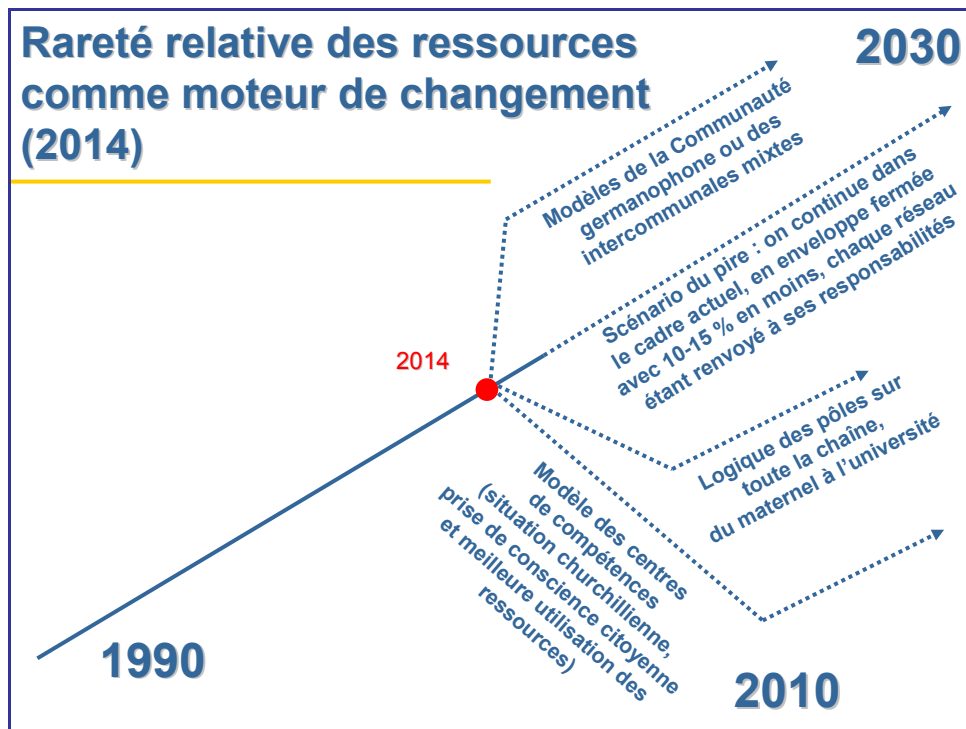 Rareté relative des ressources
comme moteur de changement
(2014)
2030
Modèles de la Communauté
germanophone ou des
intercommunales mixtes
Scénario du pire : on continue dans
le cadre actuel, en enveloppe fermée
avec 10-15 % en moins, chaque réseau
étant renvoyé à ses responsabilités
2014
Logique des pôles sur
toute la chaîne,
du maternel à l’université
Modèle des centres
de compétences
(situation churchillienne,
prise de conscience citoyenne
et meilleure utilisation des
ressources)
1990
2010